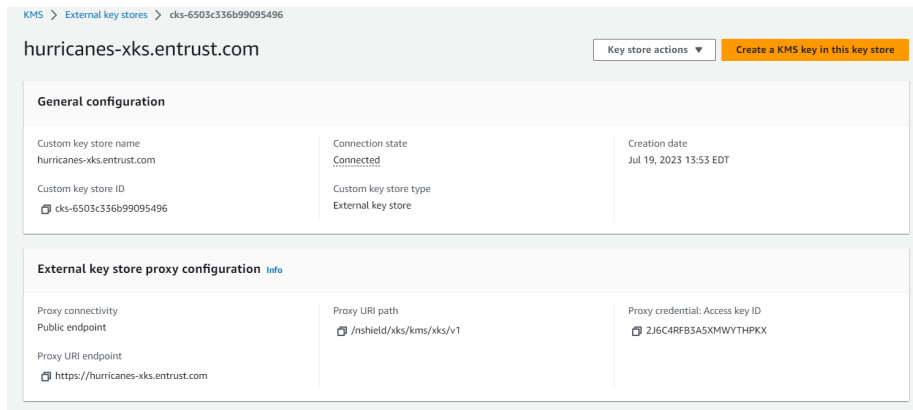 KMS > External key stores > cks-6503c336b99095496
hurricanes-xks.entrust.com
Key store actions ▼
Create a KMS key in this key store
General configuration
Custom key store name
hurricanes-xks.entrust.com
Custom key store ID
cks-6503c336b99095496
Connection state
Connected
Custom key store type
External key store
Creation date
Jul 19, 2023 13:53 EDT
External key store proxy configuration Info
Proxy connectivity
Public endpoint
Proxy URI endpoint
https://hurricanes-xks.entrust.com
Proxy URI path
/nshield/xks/kms/xks/v1
Proxy credential: Access key ID
2J6C4RFB3A5XMWYTHPKX